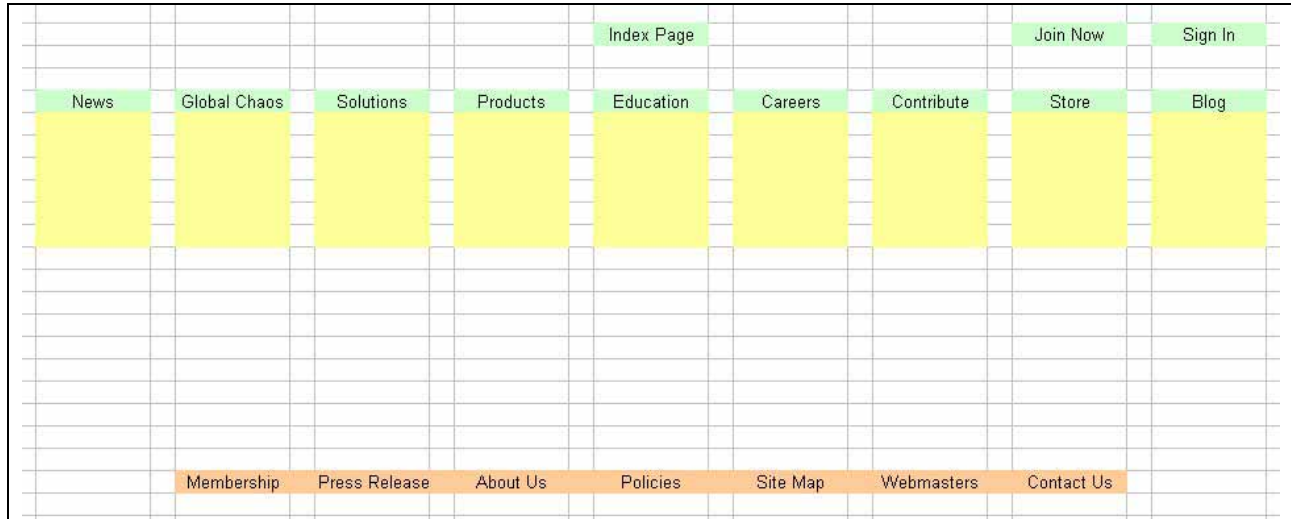 Index Page Join Now Sign In
News Global Chaos Solutions Products Education Careers Contribute Store Blog
Membership Press Release About Us Policies Site Map Webmasters Contact Us